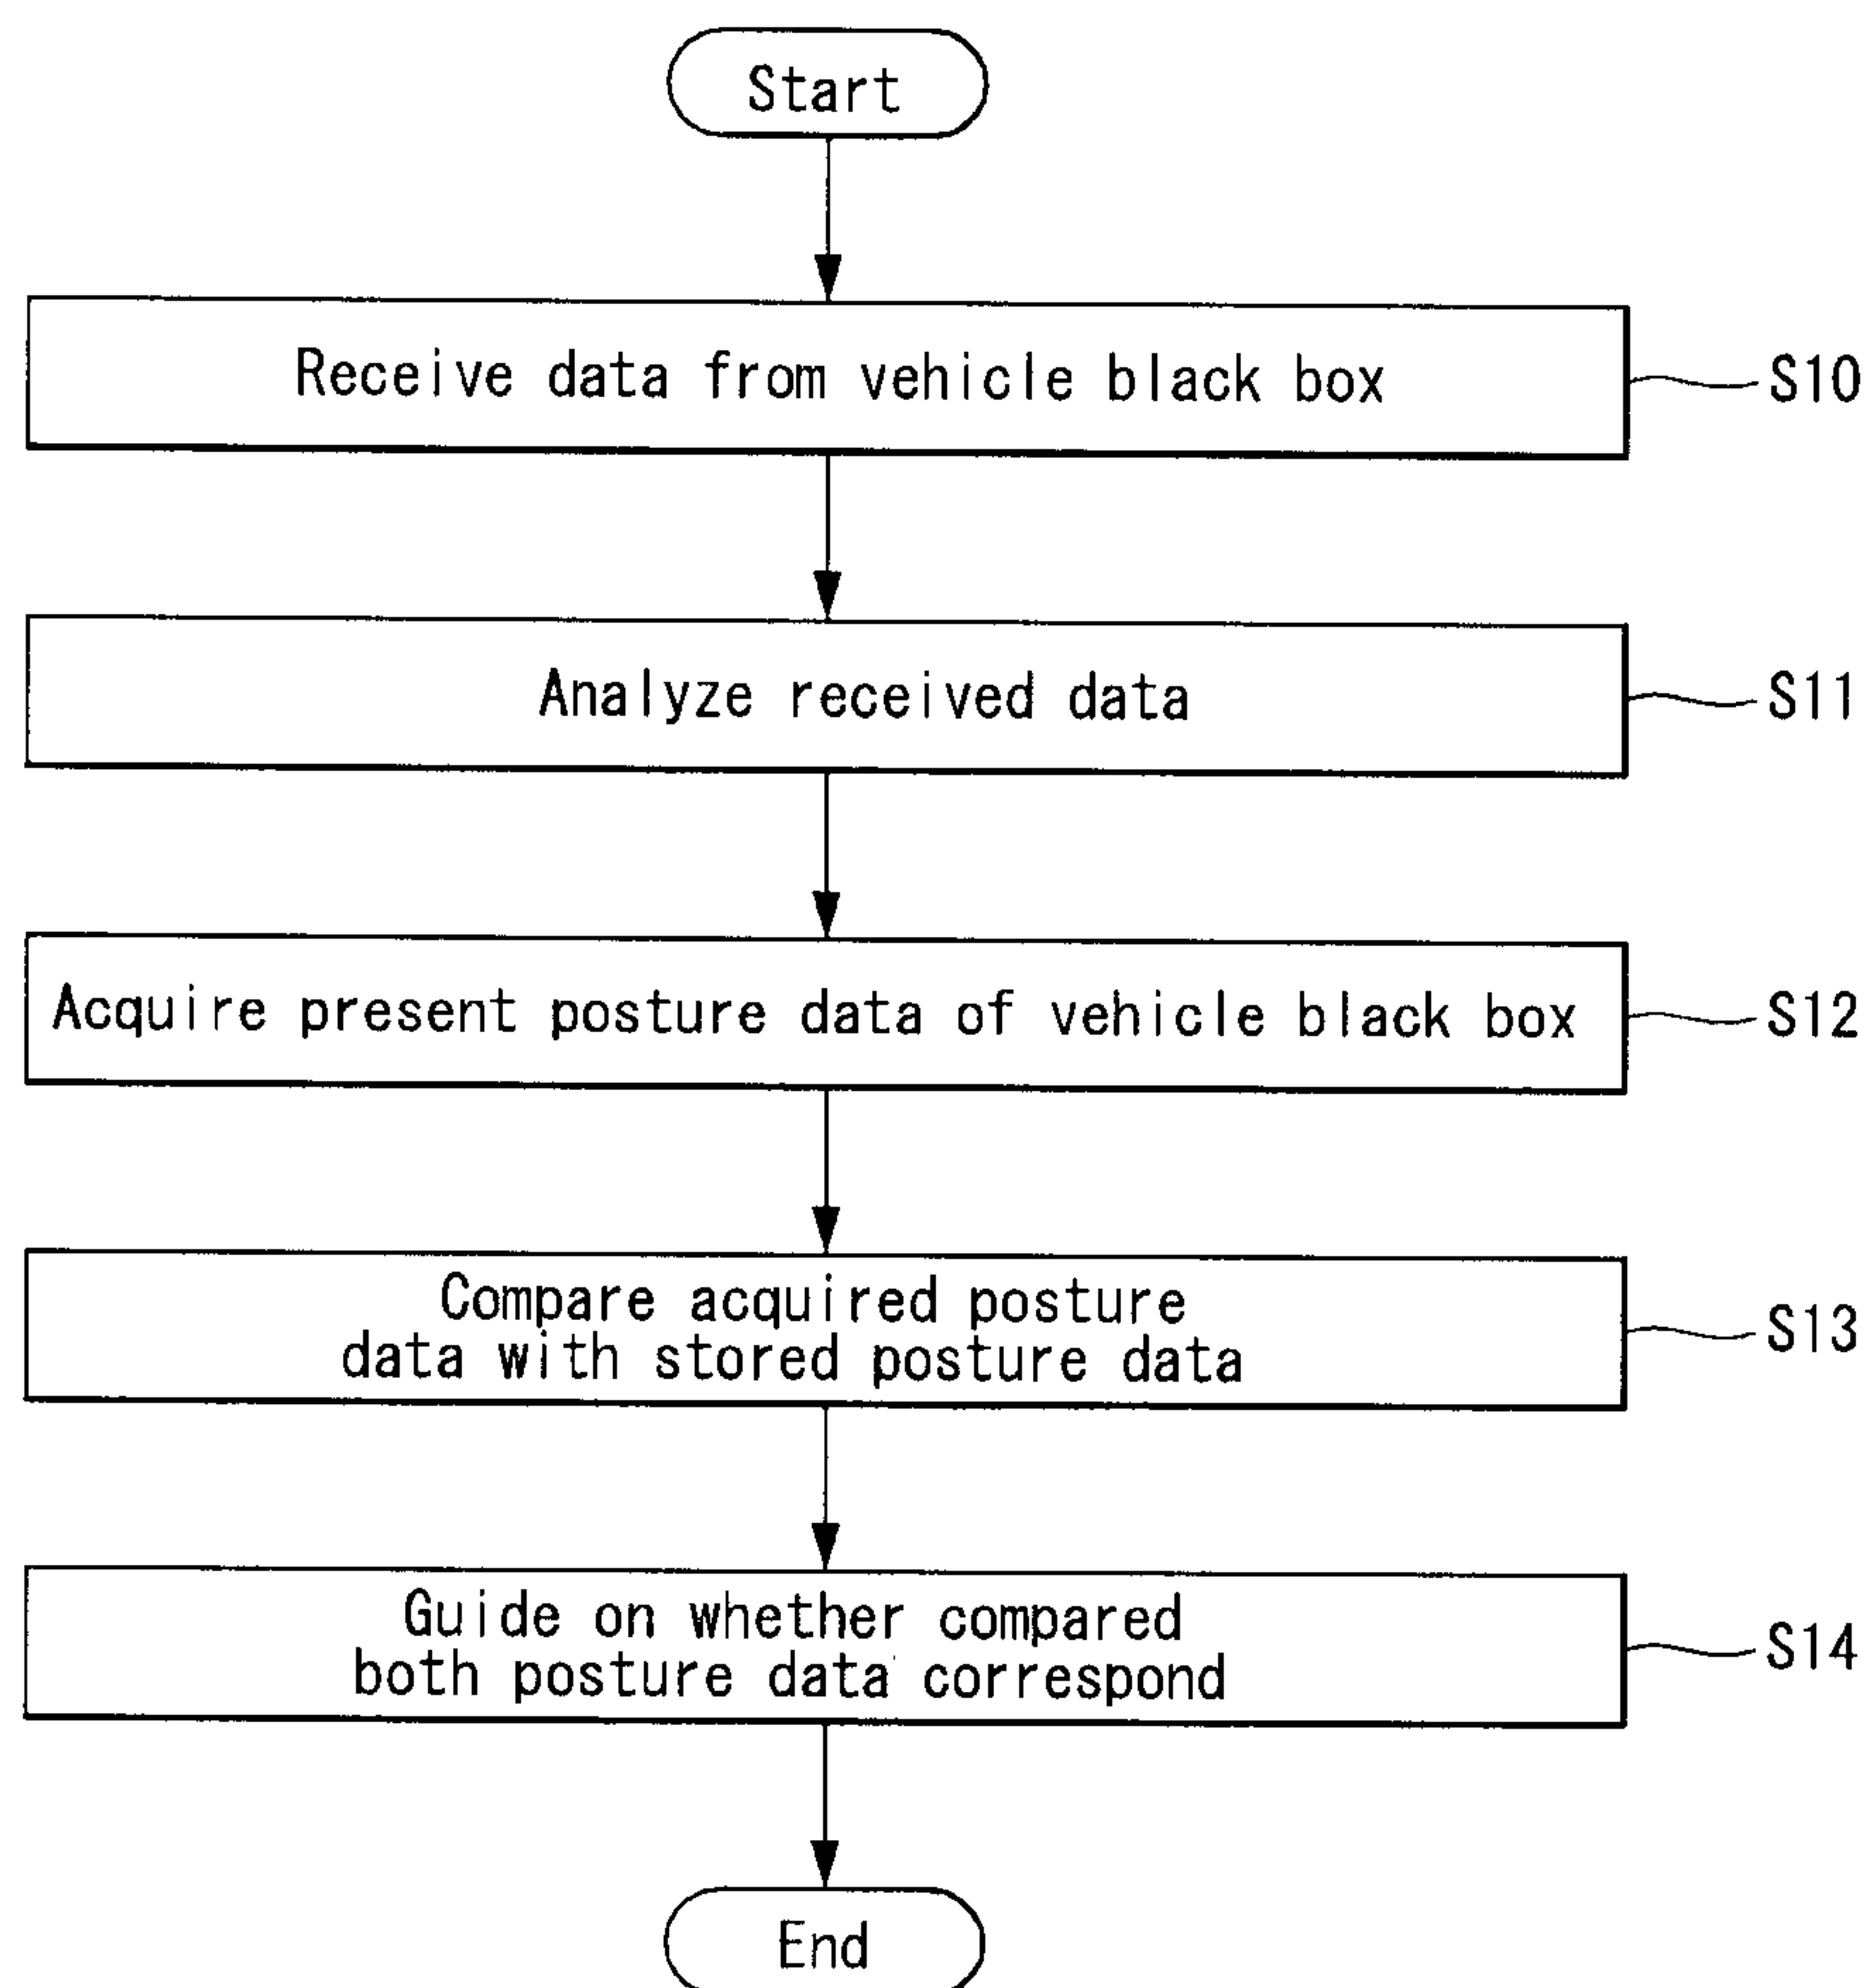 Start
Receive data from vehicle black box
S10
Analyze received data
S11
Acquire present posture data of vehicle black box
S12
Compare acquired posture
data with stored posture data
S13
Guide on whether compared
both posture data correspond
S14
End